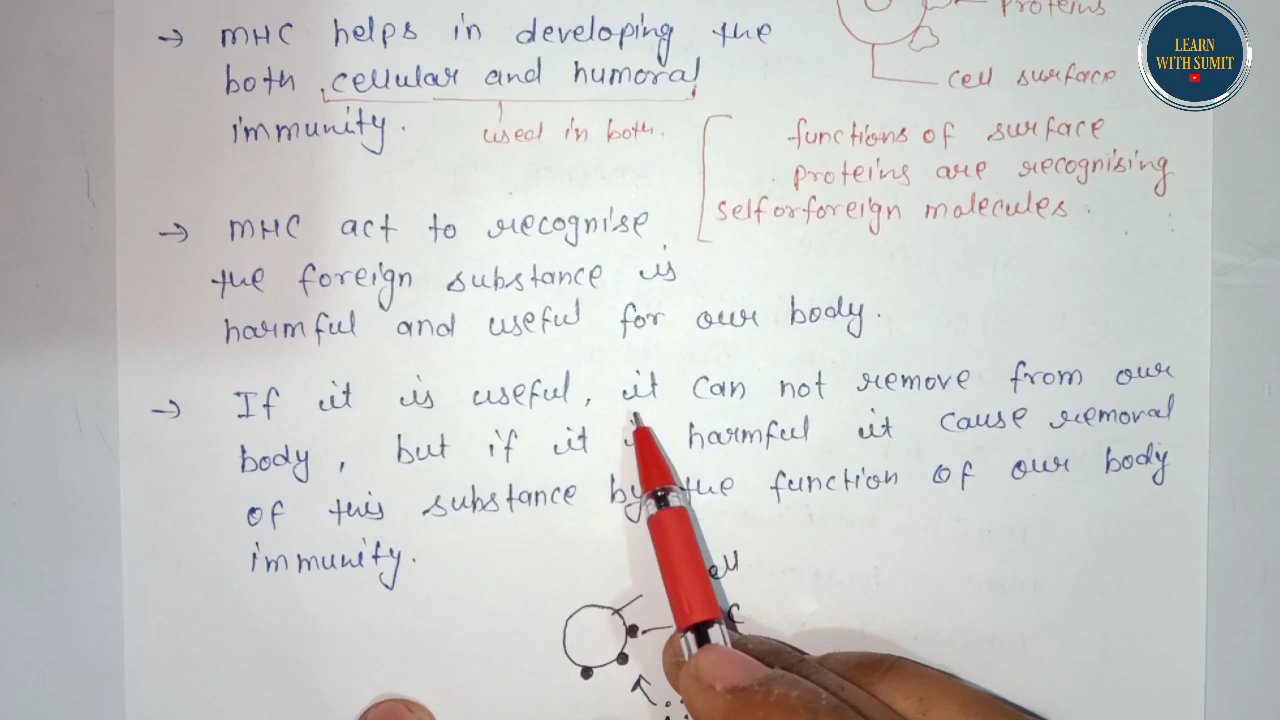 → MHC helps in developing the
both cellular and humoral
immunity.
used in both.
proteins
cell surface
functions of surface
proteins are recognising
self or foreign molecules.
→ MHC act to recognise
the foreign substance is
harmful and useful for our body.
→ If it is useful, it can not remove from our
body, but if it harmful it cause removal
of this substance by the function of our body
immunity.
LEARN
WITH SUMIT